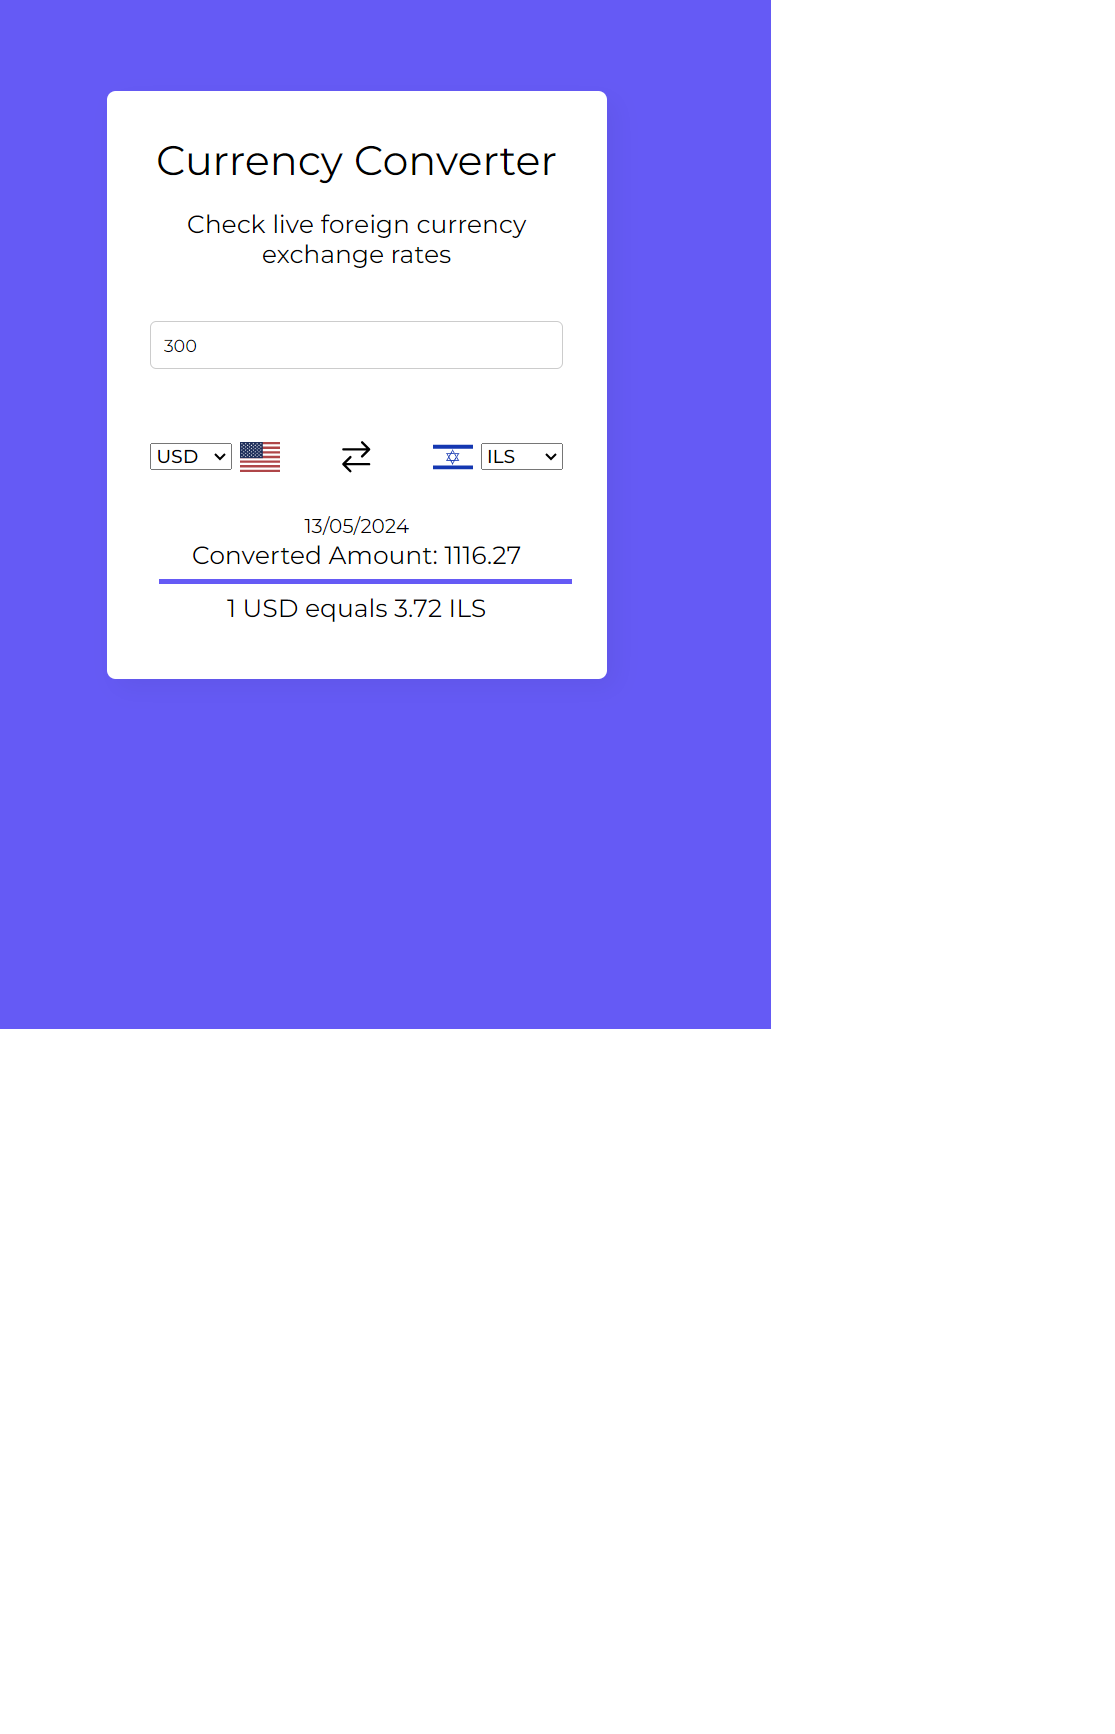 Currency Converter
Check live foreign currency
exchange rates
300
USD ILS
13/05/2024
Converted Amount: 1116.27
1 USD equals 3.72 ILS